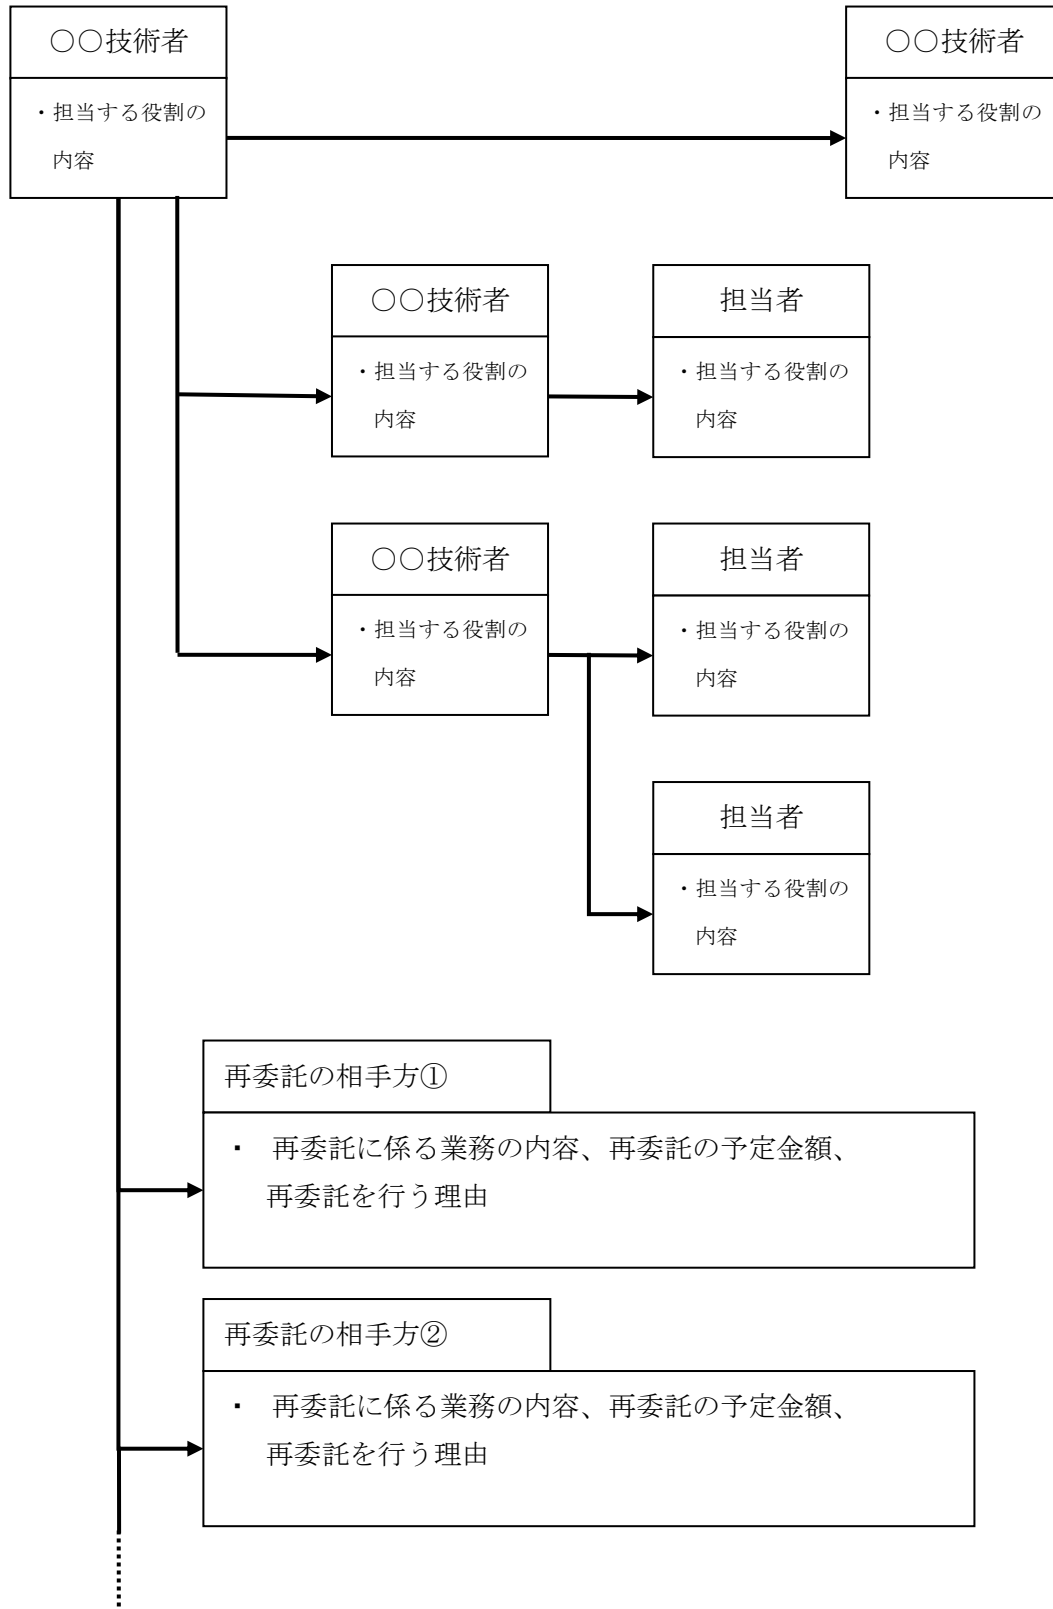 ○○技術者
・担当する役割の
内容
○○技術者
・担当する役割の
内容
○○技術者
・担当する役割の
内容
担当者
・担当する役割の
内容
○○技術者
・担当する役割の
内容
担当者
・担当する役割の
内容
担当者
・担当する役割の
内容
再委託の相手方①
・ 再委託に係る業務の内容、再委託の予定金額、
再委託を行う理由
再委託の相手方②
・ 再委託に係る業務の内容、再委託の予定金額、
再委託を行う理由